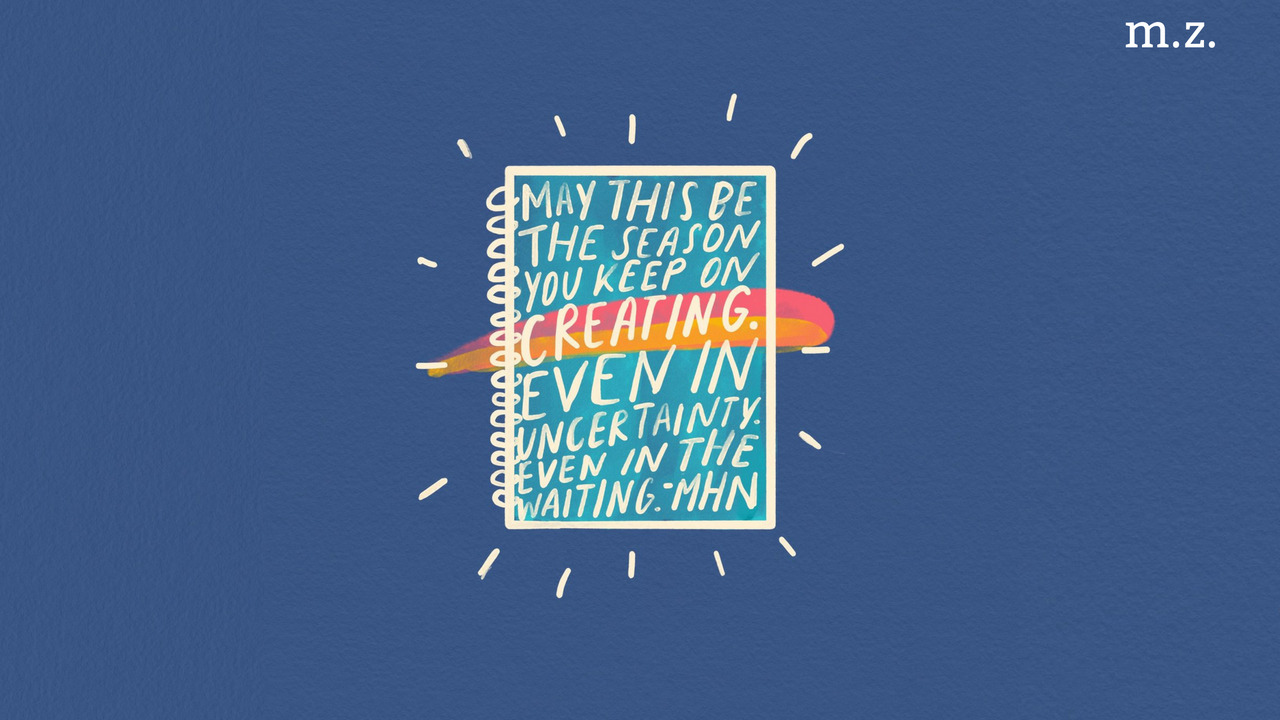 m.z.
MAY THIS BE
THE SEASON
YOU KEEP ON
CREATING.
EVEN IN
UNCERTAINTY.
EVEN IN THE
WAITING.-MHN